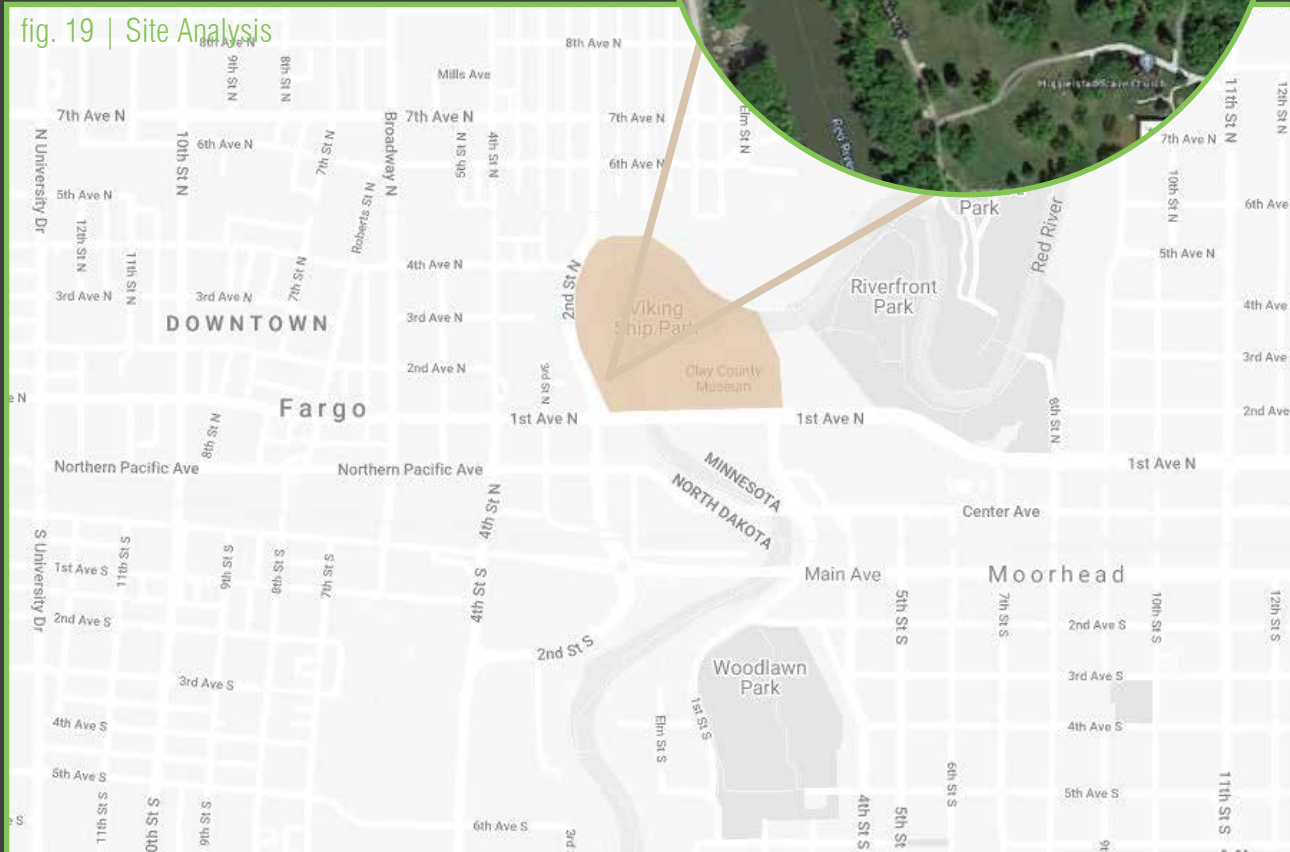 fig. 19 | Site Analysis
8th Ave N
8th Ave N
9th St N
8th St N
Mills Ave
Hopperstad Stave Church
Red River
11th St N
12th St N
7th Ave N
7th Ave N
7th Ave N
7th Ave N
N University Dr
10th St N
6th Ave N
7th St N
Broadway N
5th St N
4th St N
6th Ave N
Elm St N
5th Ave N
Roberts St N
10th St N
6th Ave
Park
Red River
12th St N
11th St N
7th St N
4th Ave N
2nd St N
5th Ave N
3rd Ave N
3rd Ave N
Riverfront
Park
4th Ave
DOWNTOWN
3rd Ave N
Viking
Ship Park
2nd Ave N
Clay County
Museum
3rd Ave
e N
3rd St N
8th St N
2nd Ave
Fargo
1st Ave N
1st Ave N
8th St N
Northern Pacific Ave
Northern Pacific Ave
MINNESOTA
NORTH DAKOTA
1st Ave N
4th St N
Center Ave
S University Dr
1st Ave S
11th St S
9th St S
8th St S
7th St S
4th St S
Main Ave
Moorhead
2nd Ave S
5th St S
7th St S
2nd Ave S
10th St S
12th St S
2nd St S
Woodlawn
Park
3rd Ave S
3rd Ave S
4th Ave S
Elm St S
1st St S
4th Ave S
5th Ave S
6th St S
5th Ave S
11th St S
11th St S
9th St S
6th Ave S
4th St S
5th St
e S